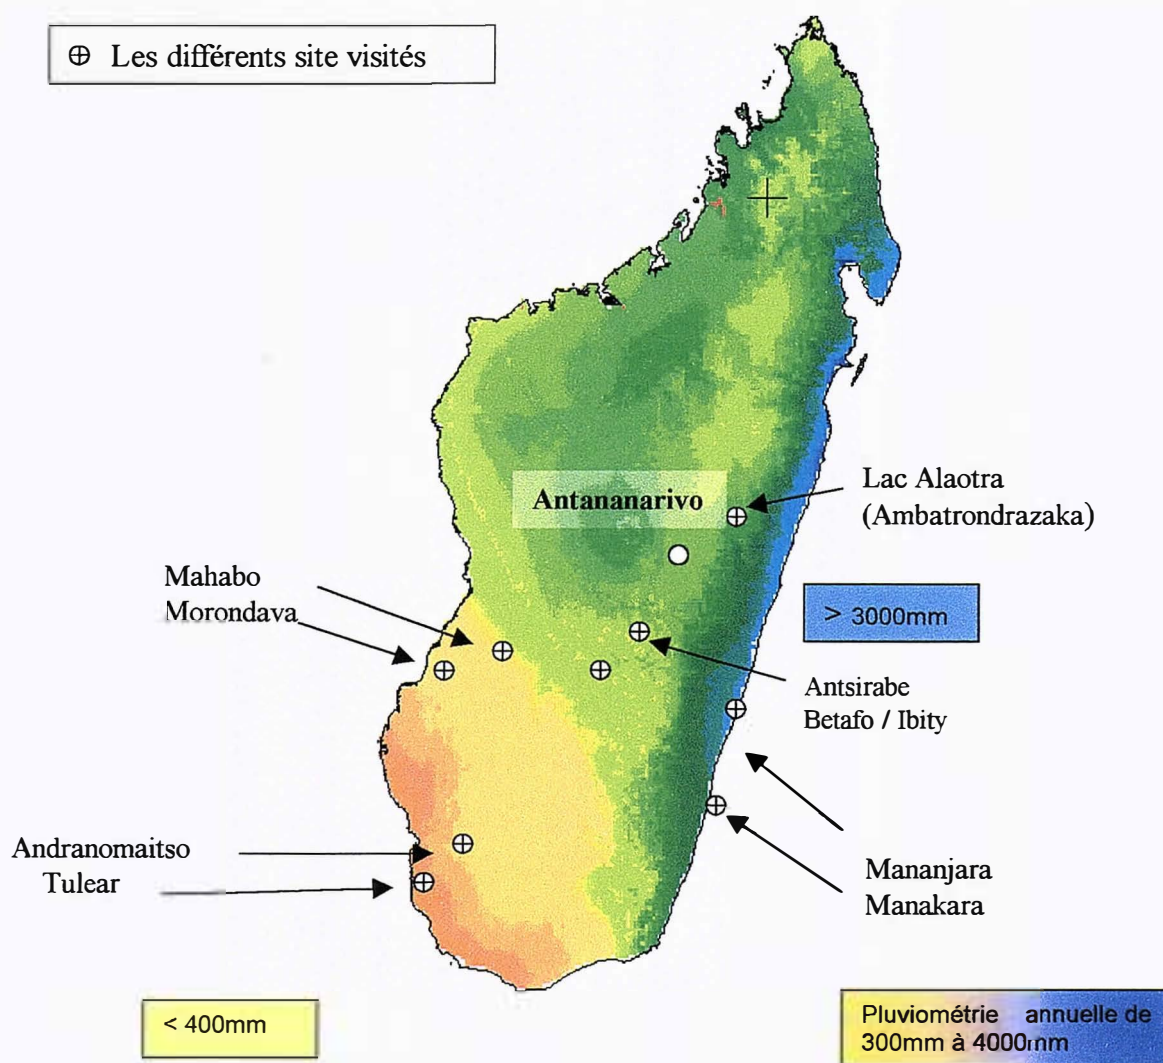 ⊕ Les différents site visités
Antananarivo
Lac Alaotra
(Ambatrondrazaka)
Mahabo
Morondava
> 3000mm
Antsirabe
Betafo / Ibity
Andranomaitso
Tulear
Mananjara
Manakara
< 400mm
Pluviométrie annuelle de
300mm à 4000mm